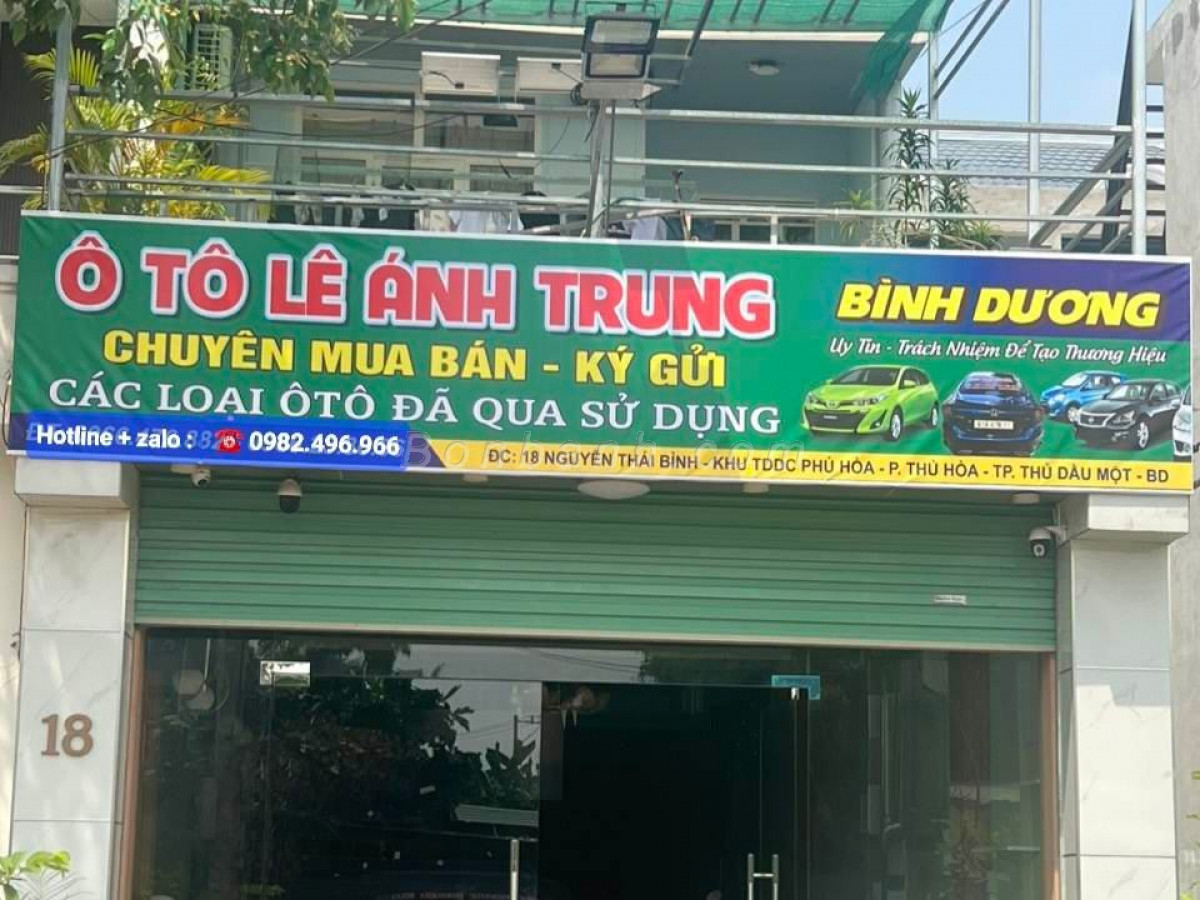 Ô TÔ LÊ ÁNH TRUNG
CHUYÊN MUA BÁN - KÝ GỬI
CÁC LOẠI ÔTÔ ĐÃ QUA SỬ DỤNG
Hotline + zalo : ☎ 0982.496.966
BÌNH DƯƠNG
Uy Tín - Trách Nhiệm Để Tạo Thương Hiệu
ĐC: 18 NGUYỄN THÁI BÌNH - KHU TDDC PHÚ HÒA - P. THÚ HÒA - TP. THỦ DẦU MỘT - BD
18